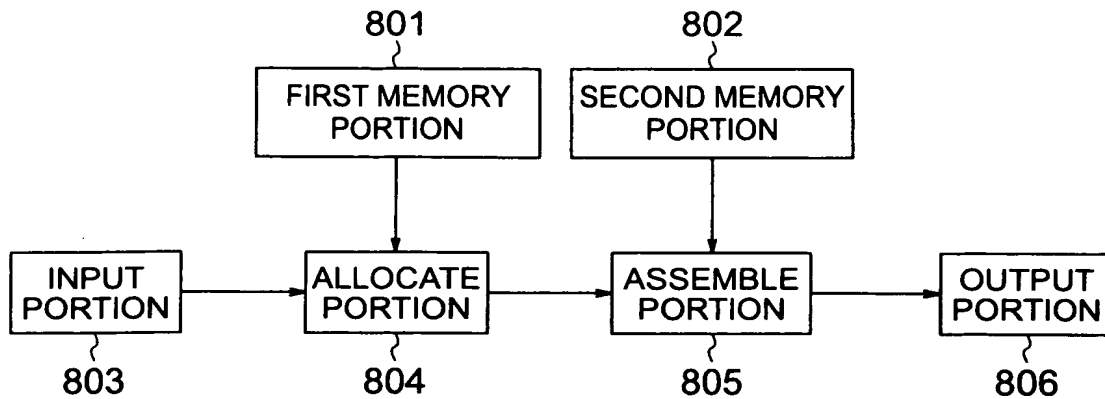 801
802
FIRST MEMORY
PORTION
SECOND MEMORY
PORTION
INPUT
PORTION
ALLOCATE
PORTION
ASSEMBLE
PORTION
OUTPUT
PORTION
803
804
805
806